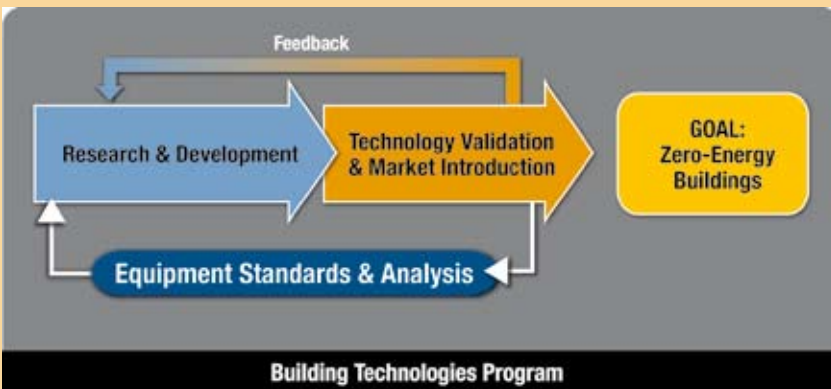 Feedback
Research & Development
Technology Validation
& Market Introduction
GOAL:
Zero-Energy
Buildings
Equipment Standards & Analysis
Building Technologies Program